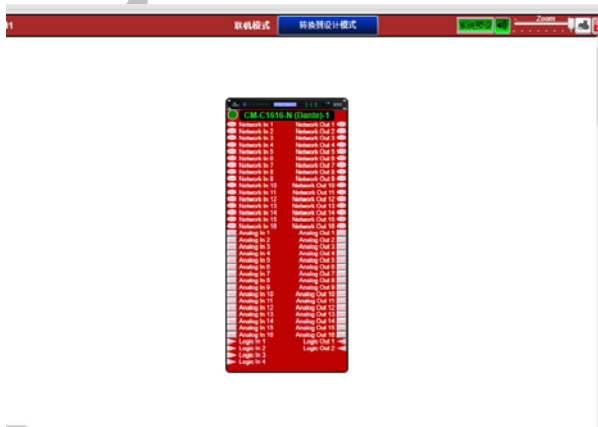 联机模式 转换到设计模式 系统预设 Zoom
CM-C1616-N (Dante)-1
Network In 1 Network Out 1
Network In 2 Network Out 2
Network In 3 Network Out 3
Network In 4 Network Out 4
Network In 5 Network Out 5
Network In 6 Network Out 6
Network In 7 Network Out 7
Network In 8 Network Out 8
Network In 9 Network Out 9
Network In 10 Network Out 10
Network In 11 Network Out 11
Network In 12 Network Out 12
Network In 13 Network Out 13
Network In 14 Network Out 14
Network In 15 Network Out 15
Network In 16 Network Out 16
Analog In 1 Analog Out 1
Analog In 2 Analog Out 2
Analog In 3 Analog Out 3
Analog In 4 Analog Out 4
Analog In 5 Analog Out 5
Analog In 6 Analog Out 6
Analog In 7 Analog Out 7
Analog In 8 Analog Out 8
Analog In 9 Analog Out 9
Analog In 10 Analog Out 10
Analog In 11 Analog Out 11
Analog In 12 Analog Out 12
Analog In 13 Analog Out 13
Analog In 14 Analog Out 14
Analog In 15 Analog Out 15
Analog In 16 Analog Out 16
Logic In 1 Logic Out 1
Logic In 2 Logic Out 2
Logic In 3
Logic In 4